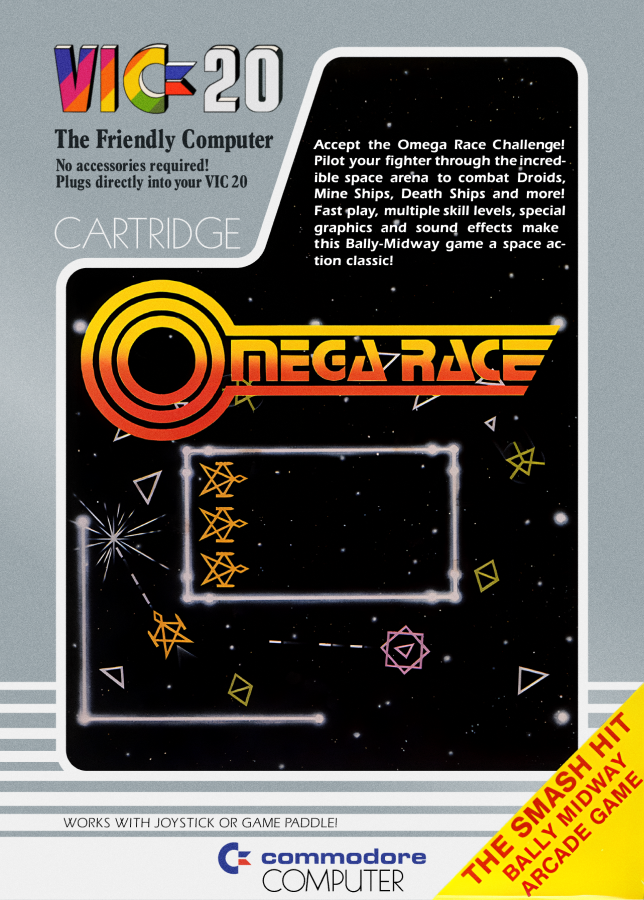 VIC-20
The Friendly Computer
No accessories required!
Plugs directly into your VIC 20
CARTRIDGE
Accept the Omega Race Challenge!
Pilot your fighter through the incred-
ible space arena to combat Droids,
Mine Ships, Death Ships and more!
Fast play, multiple skill levels, special
graphics and sound effects make
this Bally-Midway game a space ac-
tion classic!
OMEGA RACE
THE SMASH HIT
BALLY MIDWAY
ARCADE GAME
WORKS WITH JOYSTICK OR GAME PADDLE!
commodore
COMPUTER